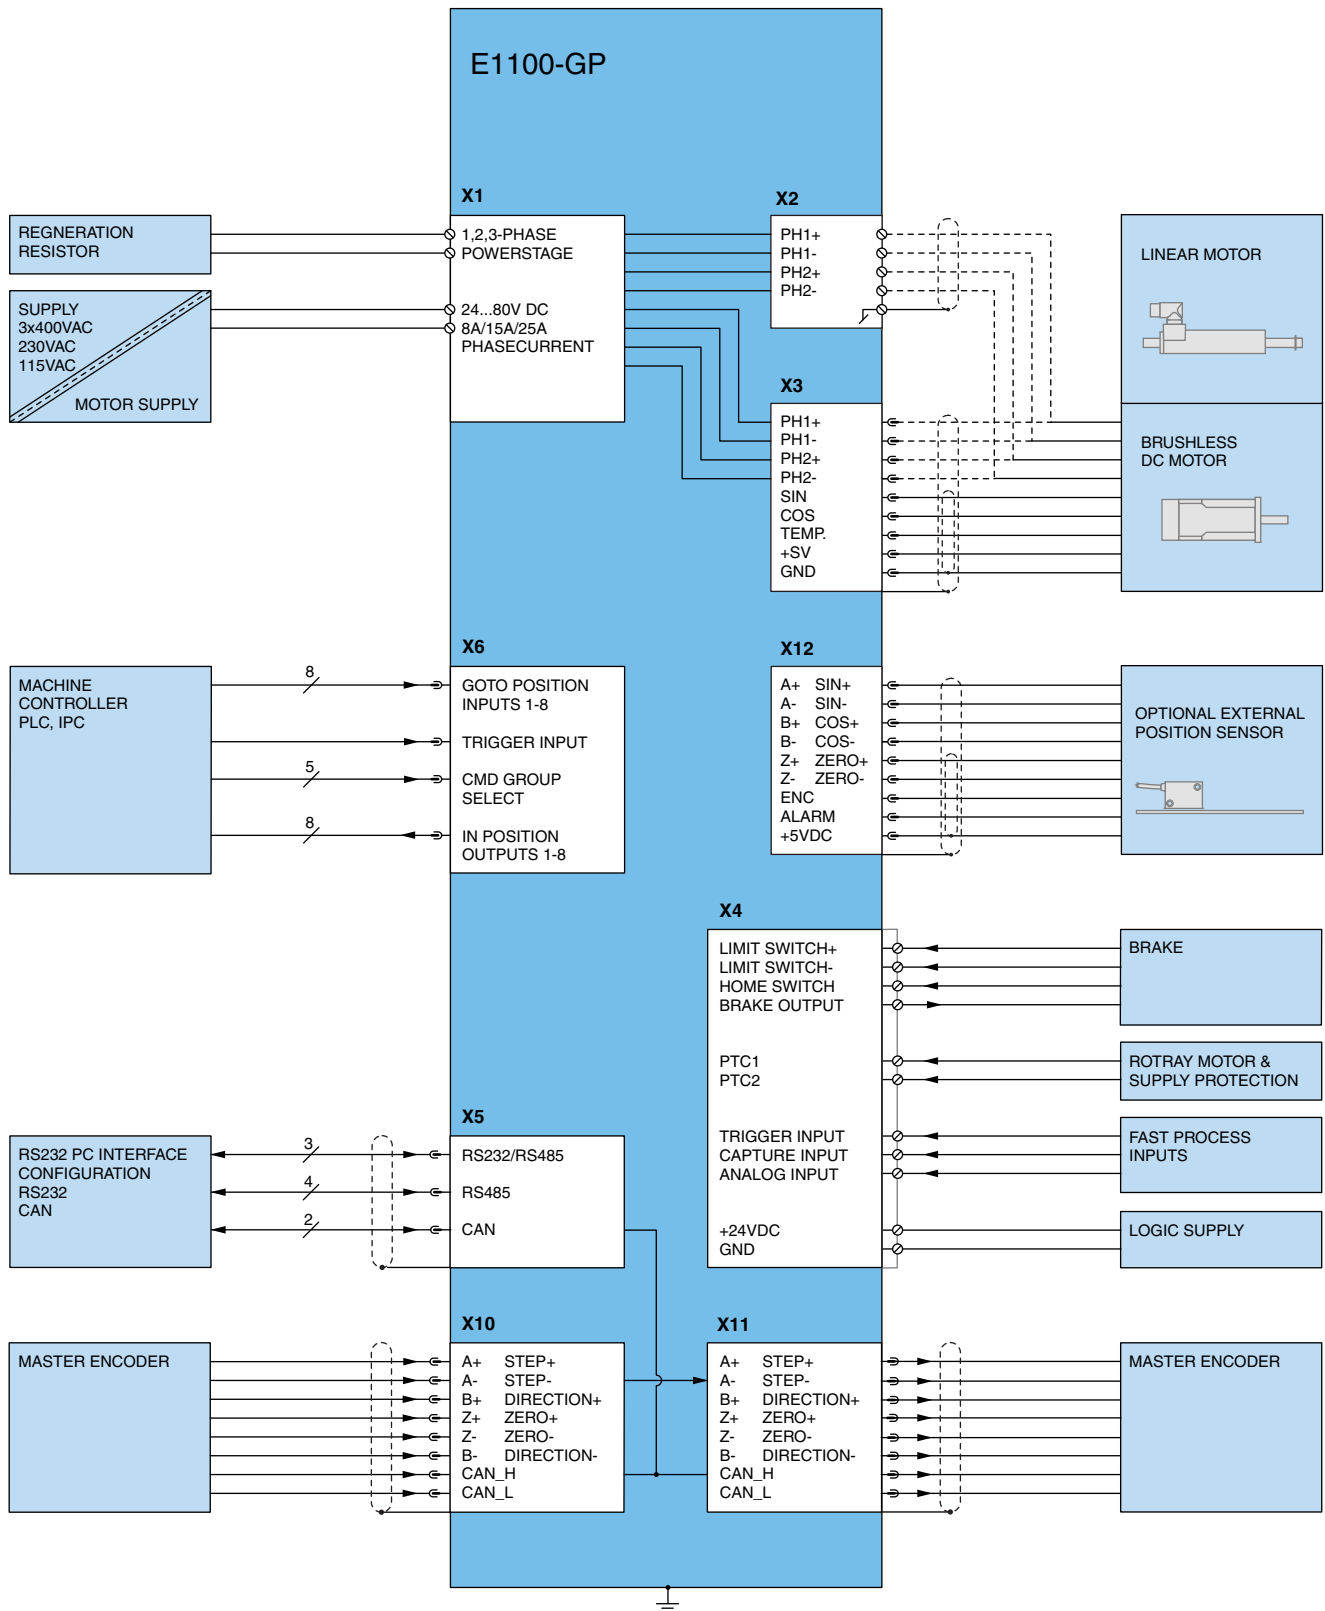 E1100-GP
X1
X2
REGNERATION
RESISTOR
1,2,3-PHASE
POWERSTAGE
PH1+
PH1-
PH2+
PH2-
LINEAR MOTOR
SUPPLY
3x400VAC
230VAC
115VAC
MOTOR SUPPLY
24...80V DC
8A/15A/25A
PHASECURRENT
X3
PH1+
PH1-
PH2+
PH2-
SIN
COS
TEMP.
+SV
GND
BRUSHLESS
DC MOTOR
X6
X12
MACHINE
CONTROLLER
PLC, IPC
8
5
8
GOTO POSITION
INPUTS 1-8
TRIGGER INPUT
CMD GROUP
SELECT
IN POSITION
OUTPUTS 1-8
A+ SIN+
A- SIN-
B+ COS+
B- COS-
Z+ ZERO+
Z- ZERO-
ENC
ALARM
+5VDC
OPTIONAL EXTERNAL
POSITION SENSOR
X4
LIMIT SWITCH+
LIMIT SWITCH-
HOME SWITCH
BRAKE OUTPUT
BRAKE
PTC1
PTC2
ROTRAY MOTOR &
SUPPLY PROTECTION
TRIGGER INPUT
CAPTURE INPUT
ANALOG INPUT
FAST PROCESS
INPUTS
+24VDC
GND
LOGIC SUPPLY
X5
RS232 PC INTERFACE
CONFIGURATION
RS232
CAN
3
4
2
RS232/RS485
RS485
CAN
X10
X11
MASTER ENCODER
A+ STEP+
A- STEP-
B+ DIRECTION+
Z+ ZERO+
Z- ZERO-
B- DIRECTION-
CAN_H
CAN_L
A+ STEP+
A- STEP-
B+ DIRECTION+
Z+ ZERO+
Z- ZERO-
B- DIRECTION-
CAN_H
CAN_L
MASTER ENCODER